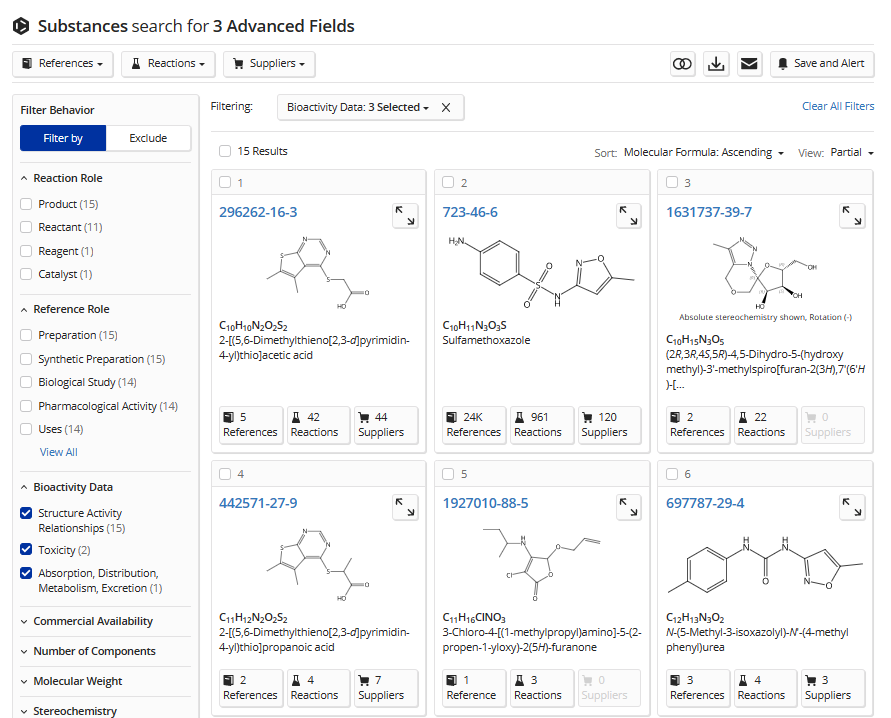 Substances search for 3 Advanced Fields
References
Reactions
Suppliers
Save and Alert
Filter Behavior
Filter by
Exclude
Reaction Role
Product (15)
Reactant (11)
Reagent (1)
Catalyst (1)
Reference Role
Preparation (15)
Synthetic Preparation (15)
Biological Study (14)
Pharmacological Activity (14)
Uses (14)
View All
Bioactivity Data
Structure Activity
Relationships (15)
Toxicity (2)
Absorption, Distribution,
Metabolism, Excretion (1)
Commercial Availability
Number of Components
Molecular Weight
Stereochemistry
Filtering:
Bioactivity Data: 3 Selected
Clear All Filters
15 Results
Sort: Molecular Formula: Ascending
View: Partial
1
296262-16-3
C₁₀H₁₀N₂O₂S₂
2-[(5,6-Dimethylthieno[2,3-d]pyrimidin-
4-yl)thio]acetic acid
5 References
42 Reactions
44 Suppliers
2
723-46-6
C₁₀H₁₁N₃O₃S
Sulfamethoxazole
24K References
961 Reactions
120 Suppliers
3
1631737-39-7
Absolute stereochemistry shown, Rotation (-)
C₁₀H₁₅N₃O₅
(2R,3R,4S,5R)-4,5-Dihydro-5-(hydroxy
methyl)-3′-methylspiro[furan-2(3H),7′(6′H
)-[...
2 References
22 Reactions
0 Suppliers
4
442571-27-9
C₁₁H₁₂N₂O₂S₂
2-[(5,6-Dimethylthieno[2,3-d]pyrimidin-
4-yl)thio]propanoic acid
2 References
4 Reactions
7 Suppliers
5
1927010-88-5
C₁₁H₁₆ClNO₃
3-Chloro-4-[(1-methylpropyl)amino]-5-(2-
propen-1-yloxy)-2(5H)-furanone
1 Reference
3 Reactions
0 Suppliers
6
697787-29-4
C₁₂H₁₃N₃O₂
N-(5-Methyl-3-isoxazolyl)-N′-(4-methyl
phenyl)urea
3 References
4 Reactions
3 Suppliers